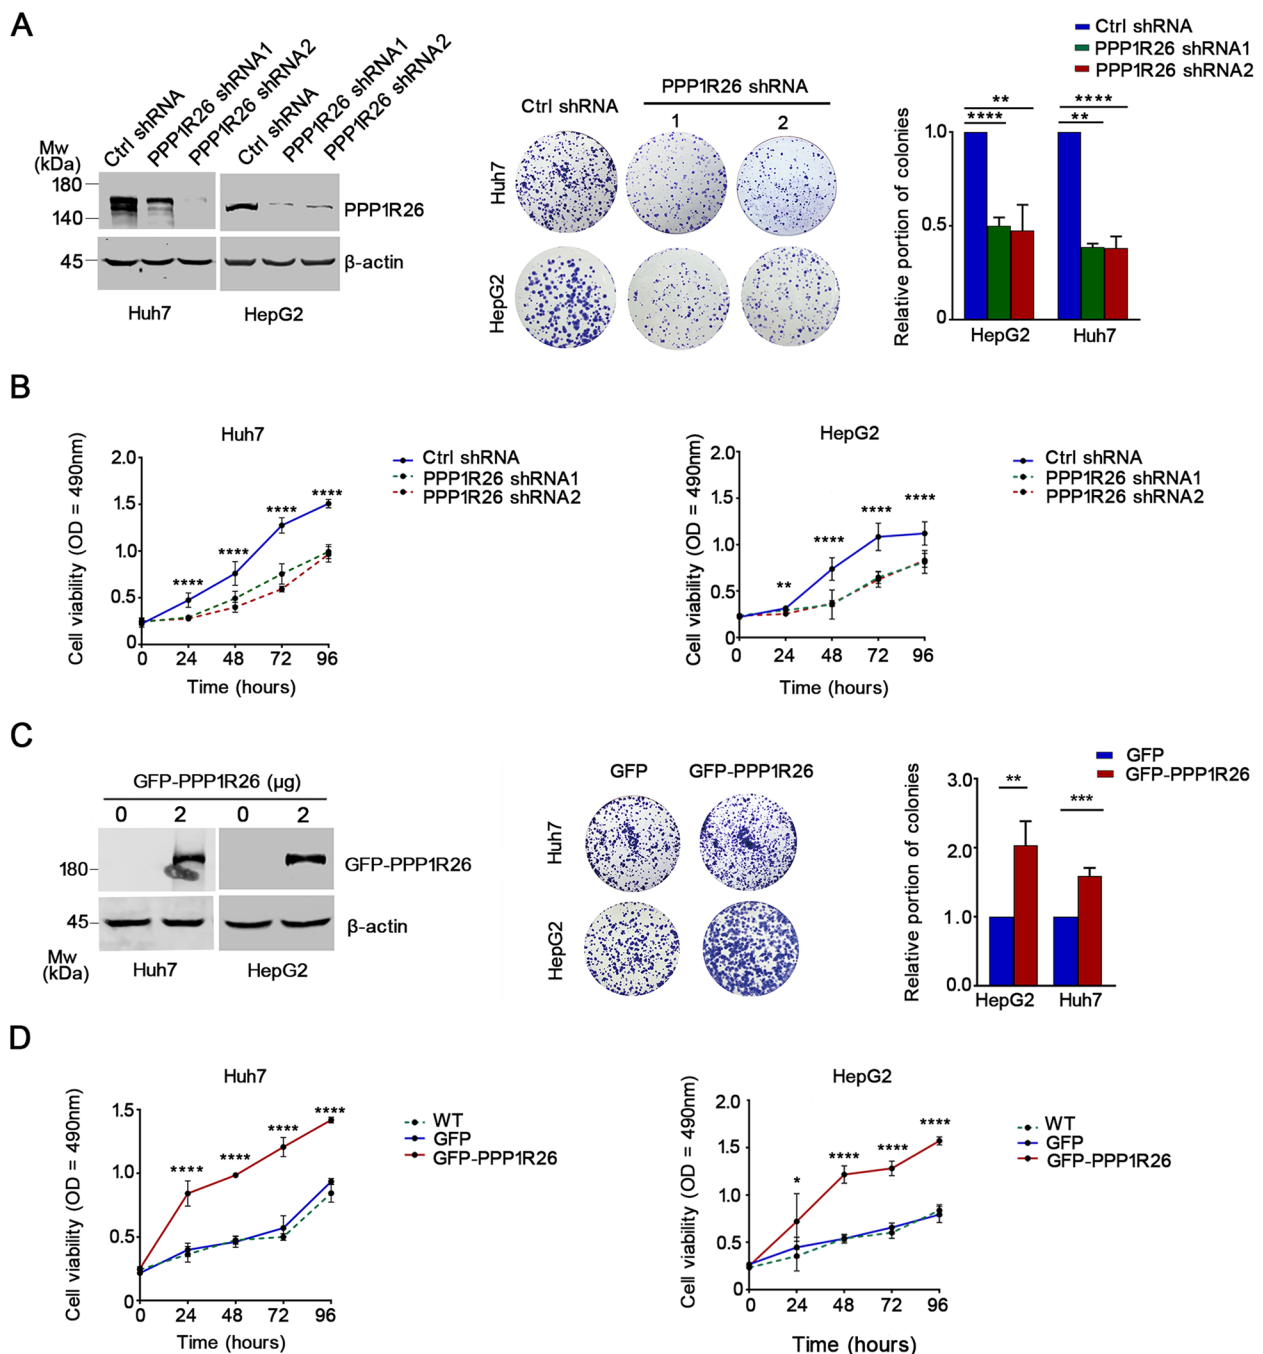 A
Ctrl shRNA
PPP1R26 shRNA1
PPP1R26 shRNA2
Ctrl shRNA
PPP1R26 shRNA1
PPP1R26 shRNA2
Mw
(kDa)
180
140
45
PPP1R26
β-actin
Huh7
HepG2
Ctrl shRNA
PPP1R26 shRNA
1
2
Huh7
HepG2
Ctrl shRNA
PPP1R26 shRNA1
PPP1R26 shRNA2
** ****
**** **
Relative portion of colonies
1.0
0.5
0
HepG2 Huh7
B
Huh7
Cell viability (OD = 490nm)
2.0
1.5
1.0
0.5
0
**** **** **** ****
0 24 48 72 96
Time (hours)
Ctrl shRNA
PPP1R26 shRNA1
PPP1R26 shRNA2
HepG2
Cell viability (OD = 490nm)
2.0
1.5
1.0
0.5
0
** **** **** ****
0 24 48 72 96
Time (hours)
Ctrl shRNA
PPP1R26 shRNA1
PPP1R26 shRNA2
C
GFP-PPP1R26 (µg)
0 2 0 2
180
45
Mw
(kDa)
GFP-PPP1R26
β-actin
Huh7
HepG2
GFP
GFP-PPP1R26
Huh7
HepG2
GFP
GFP-PPP1R26
** ***
Relative portion of colonies
3.0
2.0
1.0
0.0
HepG2 Huh7
D
Huh7
Cell viability (OD = 490nm)
1.5
1.0
0.5
0
**** **** **** ****
0 24 48 72 96
Time (hours)
WT
GFP
GFP-PPP1R26
HepG2
Cell viability (OD = 490nm)
2.0
1.5
1.0
0.5
0
* **** **** ****
0 24 48 72 96
Time (hours)
WT
GFP
GFP-PPP1R26